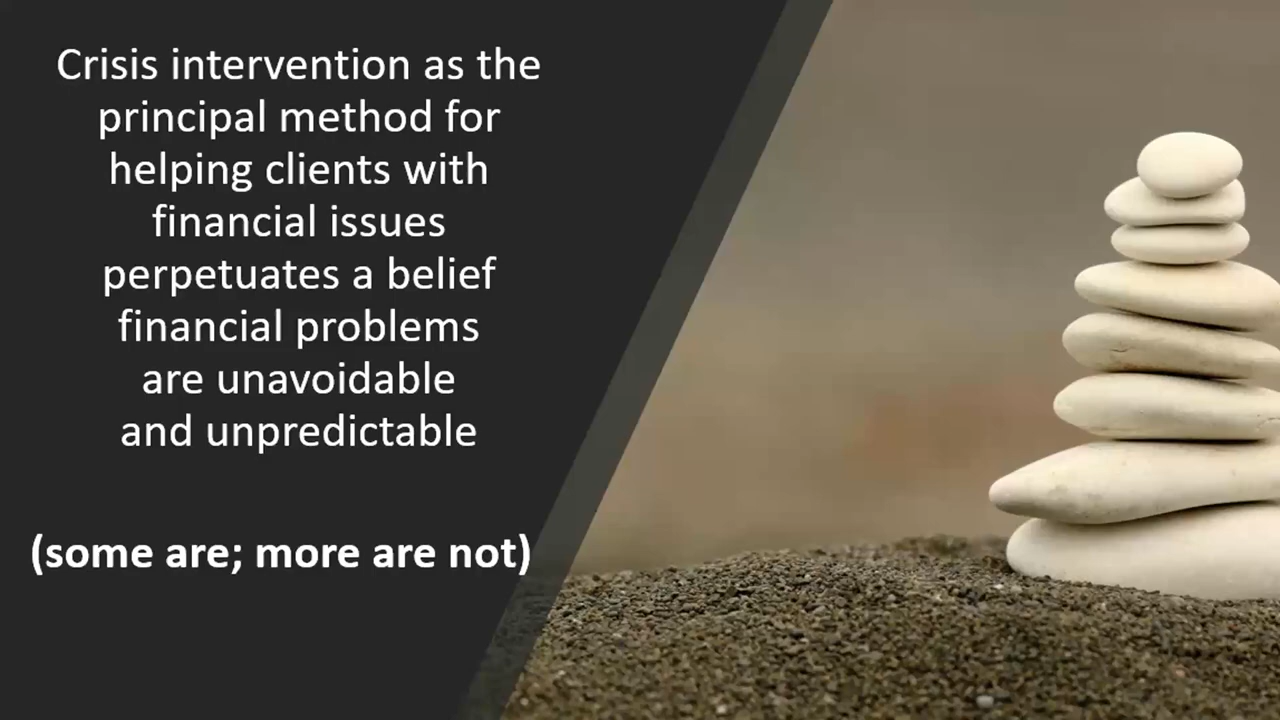 Crisis intervention as the
principal method for
helping clients with
financial issues
perpetuates a belief
financial problems
are unavoidable
and unpredictable
(some are; more are not)